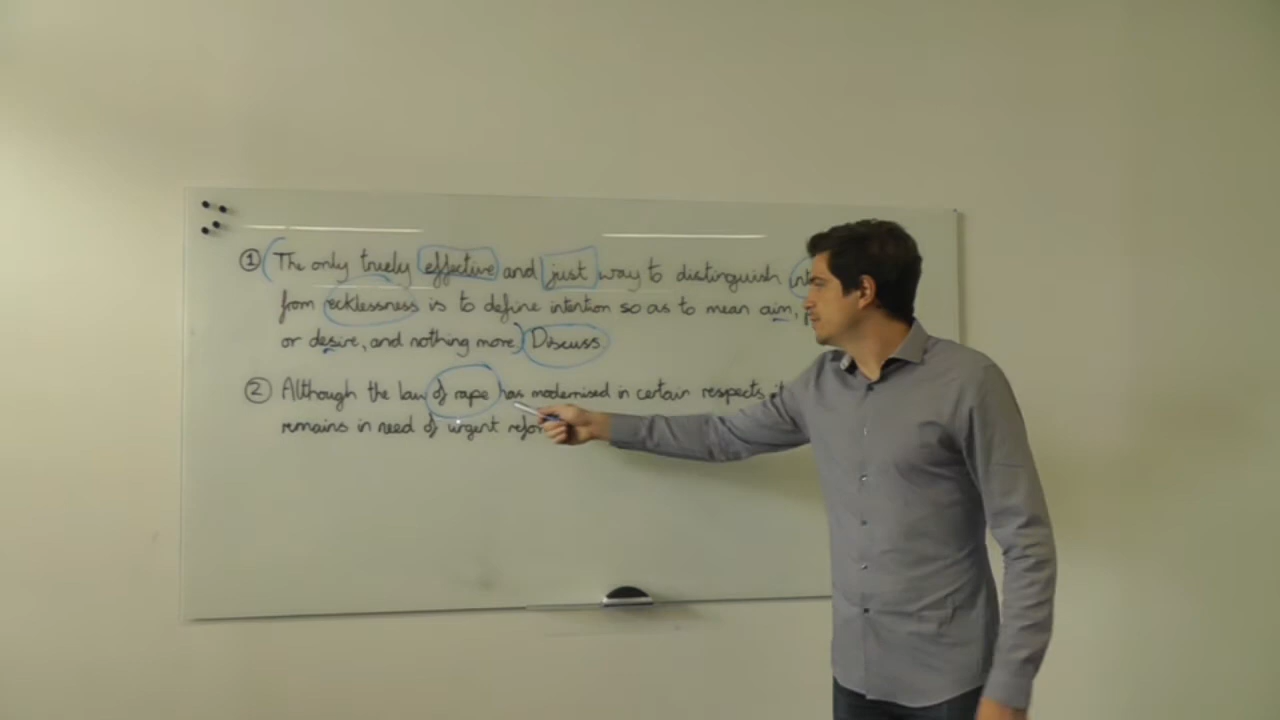 ① The only truely effective and just way to distinguish
from recklessness is to define intention so as to mean aim,
or desire, and nothing more) Discuss
② Although the law of rape has modernised in certain respects it
remains in need of urgent